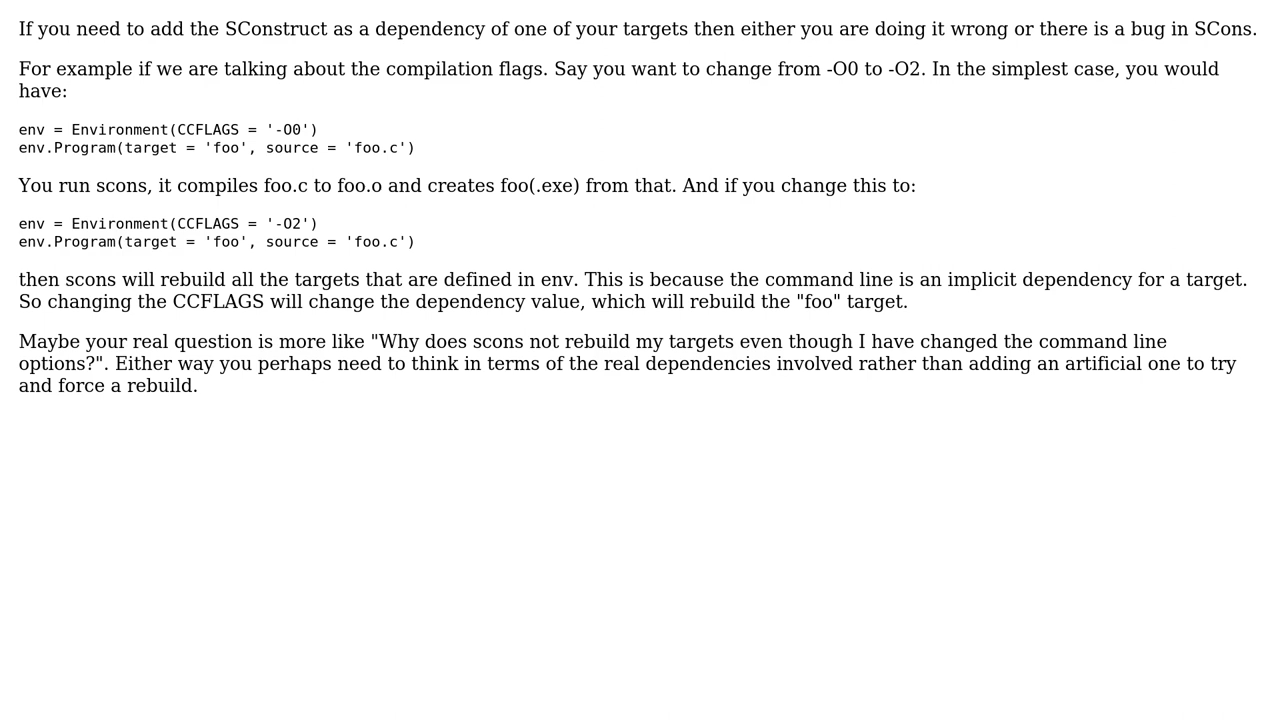 If you need to add the SConstruct as a dependency of one of your targets then either you are doing it wrong or there is a bug in SCons.
For example if we are talking about the compilation flags. Say you want to change from -O0 to -O2. In the simplest case, you would
have:
env = Environment(CCFLAGS = '-O0')
env.Program(target = 'foo', source = 'foo.c')
You run scons, it compiles foo.c to foo.o and creates foo(.exe) from that. And if you change this to:
env = Environment(CCFLAGS = '-O2')
env.Program(target = 'foo', source = 'foo.c')
then scons will rebuild all the targets that are defined in env. This is because the command line is an implicit dependency for a target.
So changing the CCFLAGS will change the dependency value, which will rebuild the "foo" target.
Maybe your real question is more like "Why does scons not rebuild my targets even though I have changed the command line
options?". Either way you perhaps need to think in terms of the real dependencies involved rather than adding an artificial one to try
and force a rebuild.